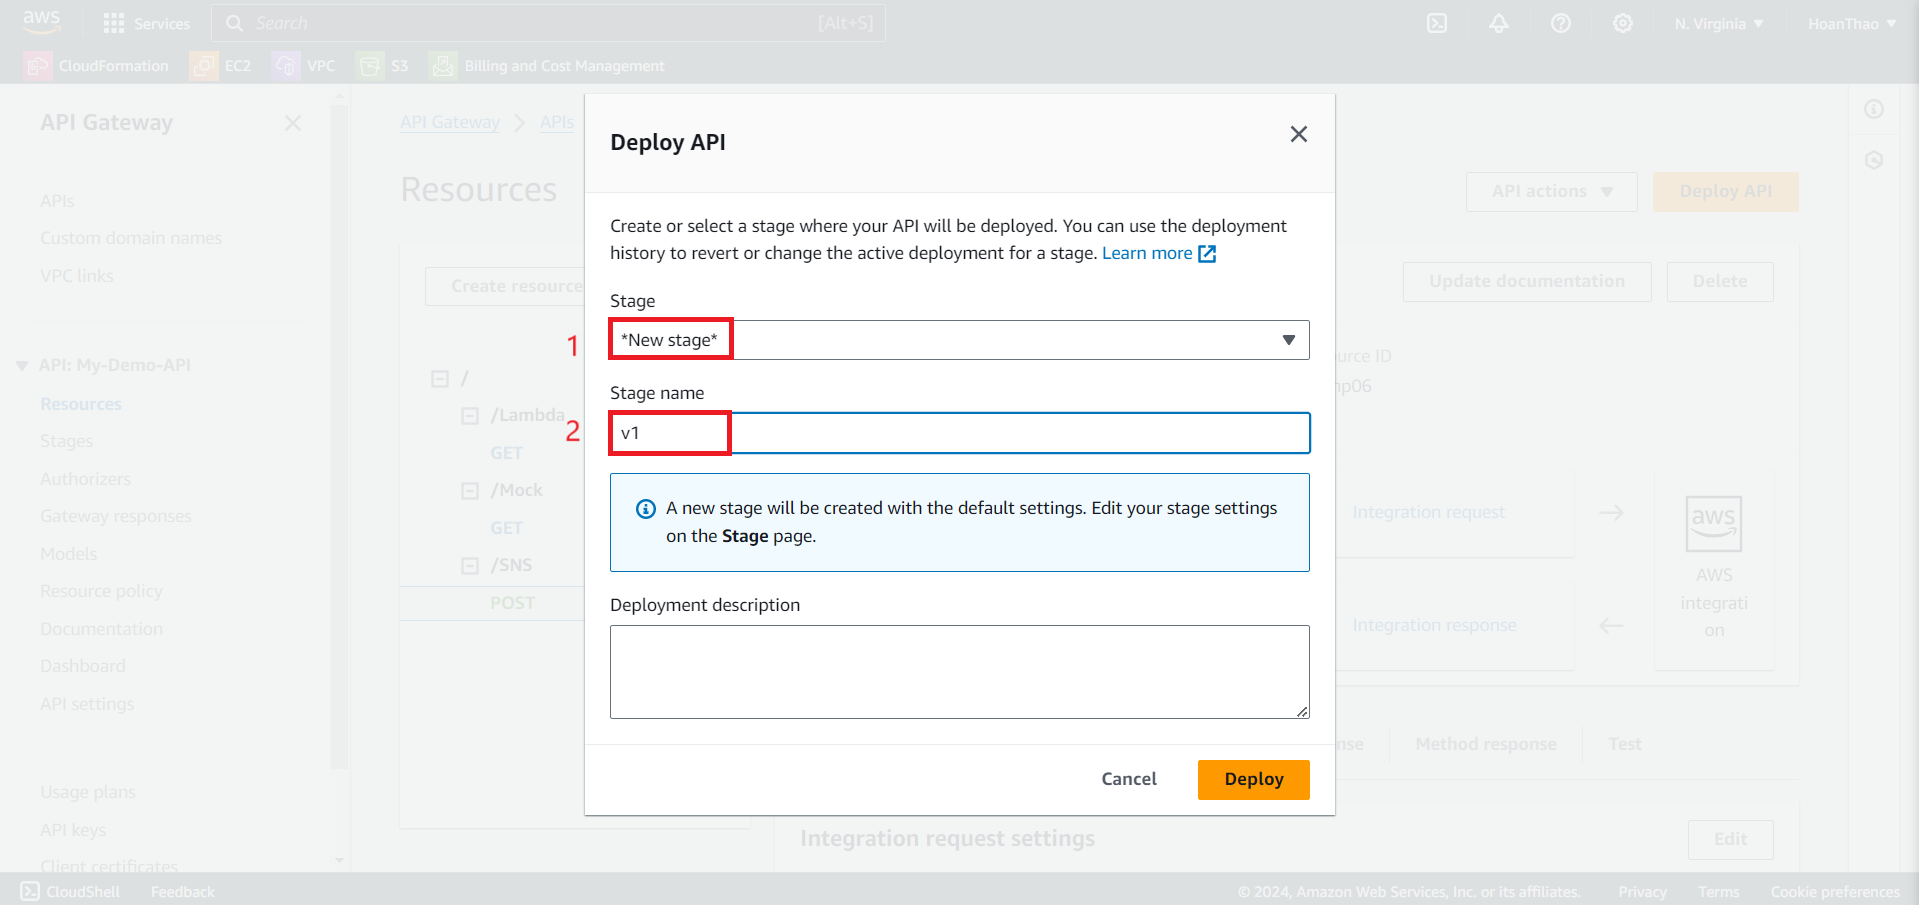 aws
Services
Search
[Alt+S]
N. Virginia
HoanThao
CloudFormation
EC2
VPC
S3
Billing and Cost Management
API Gateway
APIs
Custom domain names
VPC links
API: My-Demo-API
Resources
Stages
Authorizers
Gateway responses
Models
Resource policy
Documentation
Dashboard
API settings
Usage plans
API keys
Client certificates
API Gateway
APIs
Resources
API actions
Deploy API
Create resource
Update documentation
Delete
/
/Lambda
GET
/Mock
GET
/SNS
POST
Deploy API
Create or select a stage where your API will be deployed. You can use the deployment
history to revert or change the active deployment for a stage. Learn more
Stage
1
*New stage*
Stage name
2
v1
A new stage will be created with the default settings. Edit your stage settings
on the Stage page.
Deployment description
Cancel
Deploy
urce ID
np06
Integration request
Integration response
aws
AWS
integrati
on
nse
Method response
Test
Integration request settings
Edit
CloudShell
Feedback
© 2024, Amazon Web Services, Inc. or its affiliates.
Privacy
Terms
Cookie preferences